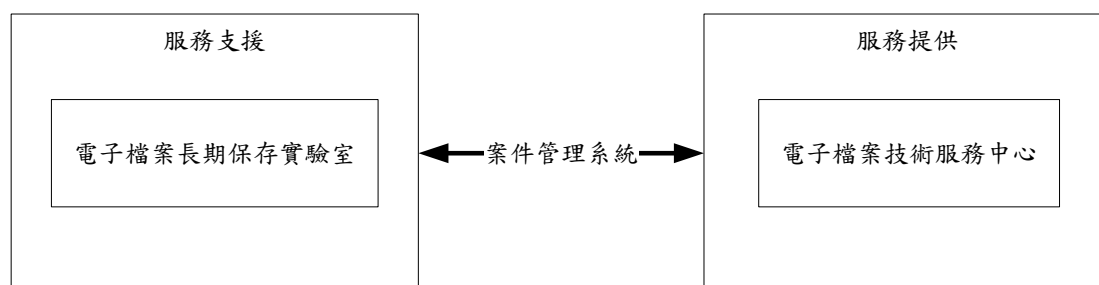 服務支援
服務提供
電子檔案長期保存實驗室
案件管理系統
電子檔案技術服務中心